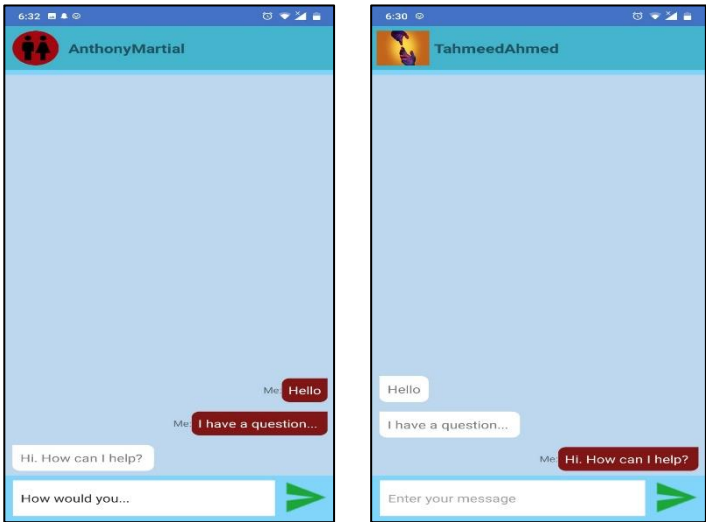 6:32
AnthonyMartial
Me: Hello
Me: I have a question...
Hi. How can I help?
How would you...
6:30
TahmeedAhmed
Hello
I have a question...
Me: Hi. How can I help?
Enter your message